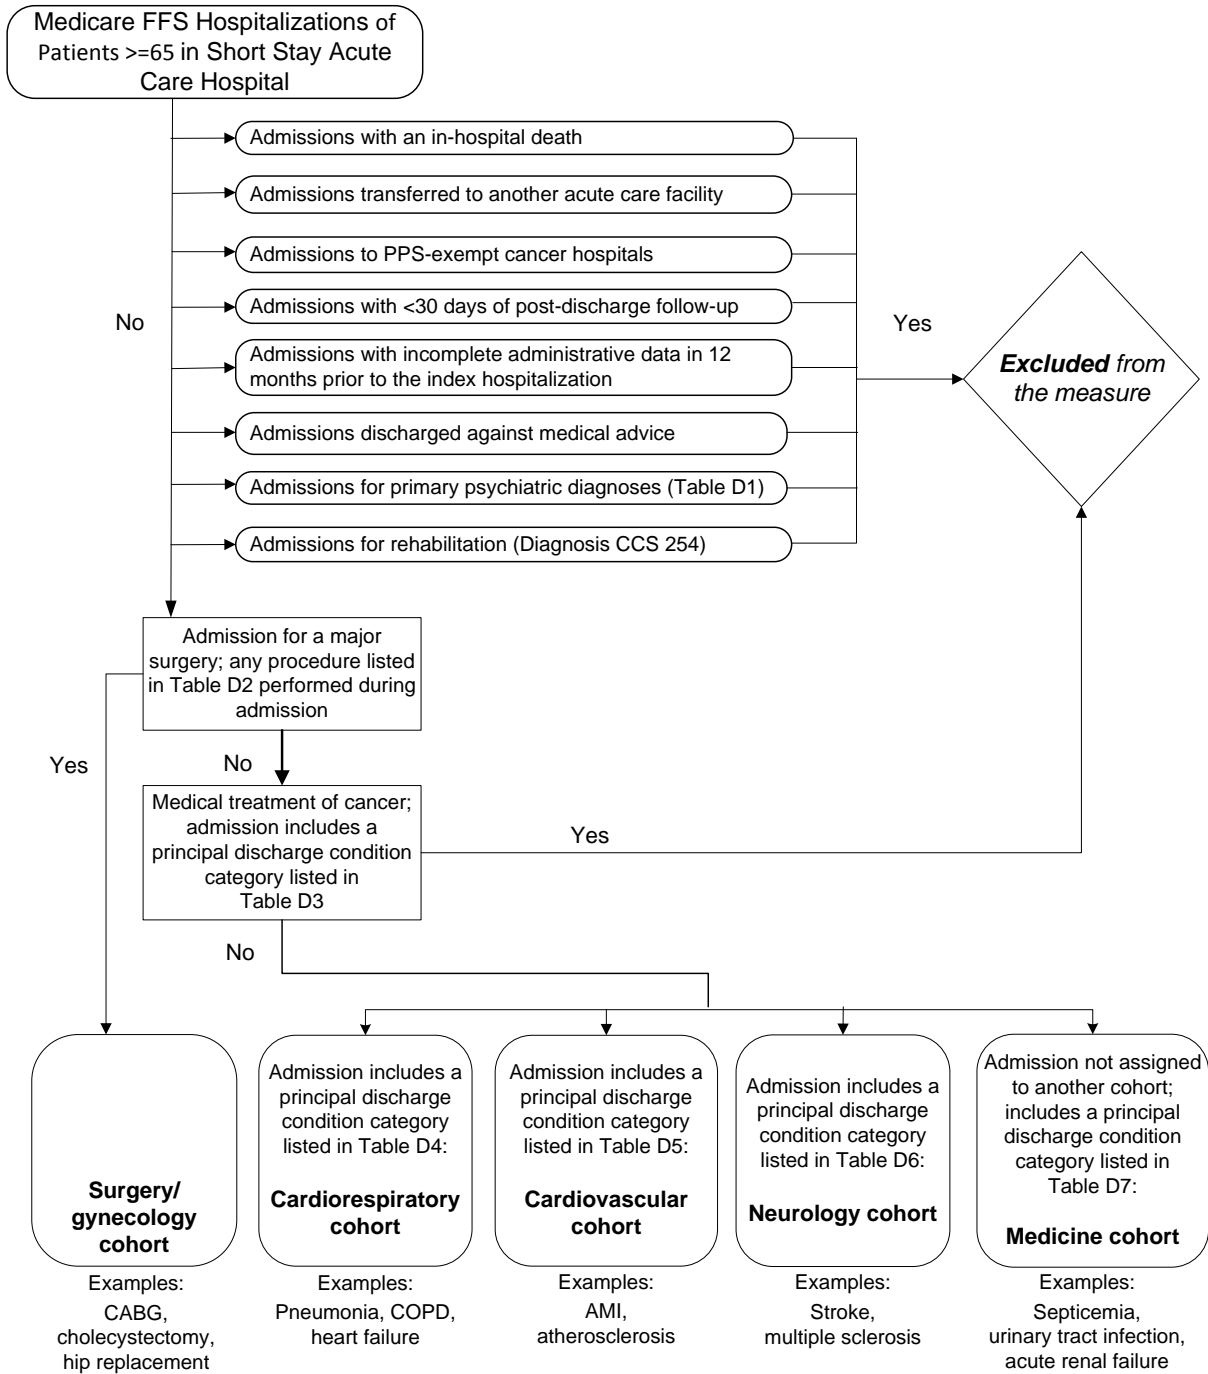 Medicare FFS Hospitalizations of
Patients >=65 in Short Stay Acute
Care Hospital
Admissions with an in-hospital death
Admissions transferred to another acute care facility
Admissions to PPS-exempt cancer hospitals
Admissions with <30 days of post-discharge follow-up
No
Yes
Admissions with incomplete administrative data in 12
months prior to the index hospitalization
Excluded from
the measure
Admissions discharged against medical advice
Admissions for primary psychiatric diagnoses (Table D1)
Admissions for rehabilitation (Diagnosis CCS 254)
Admission for a major
surgery; any procedure listed
in Table D2 performed during
admission
Yes
No
Medical treatment of cancer;
admission includes a
principal discharge condition
category listed in
Table D3
Yes
No
Surgery/
gynecology
cohort
Examples:
CABG,
cholecystectomy,
hip replacement
Admission includes a
principal discharge
condition category
listed in Table D4:
Cardiorespiratory
cohort
Examples:
Pneumonia, COPD,
heart failure
Admission includes a
principal discharge
condition category
listed in Table D5:
Cardiovascular
cohort
Examples:
AMI,
atherosclerosis
Admission includes a
principal discharge
condition category
listed in Table D6:
Neurology cohort
Examples:
Stroke,
multiple sclerosis
Admission not assigned
to another cohort;
includes a principal
discharge condition
category listed in
Table D7:
Medicine cohort
Examples:
Septicemia,
urinary tract infection,
acute renal failure